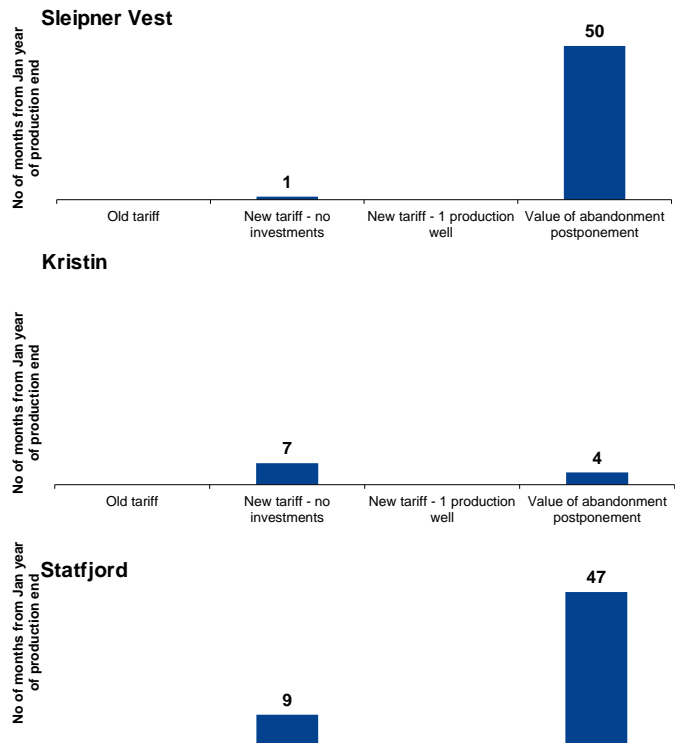 Sleipner Vest
No of months from Jan year
of production end
50
1
Old tariff
New tariff - no
investments
New tariff - 1 production
well
Value of abandonment
postponement
Kristin
No of months from Jan year
of production end
7
4
Old tariff
New tariff - no
investments
New tariff - 1 production
well
Value of abandonment
postponement
Statfjord
No of months from Jan year
of production end
47
9